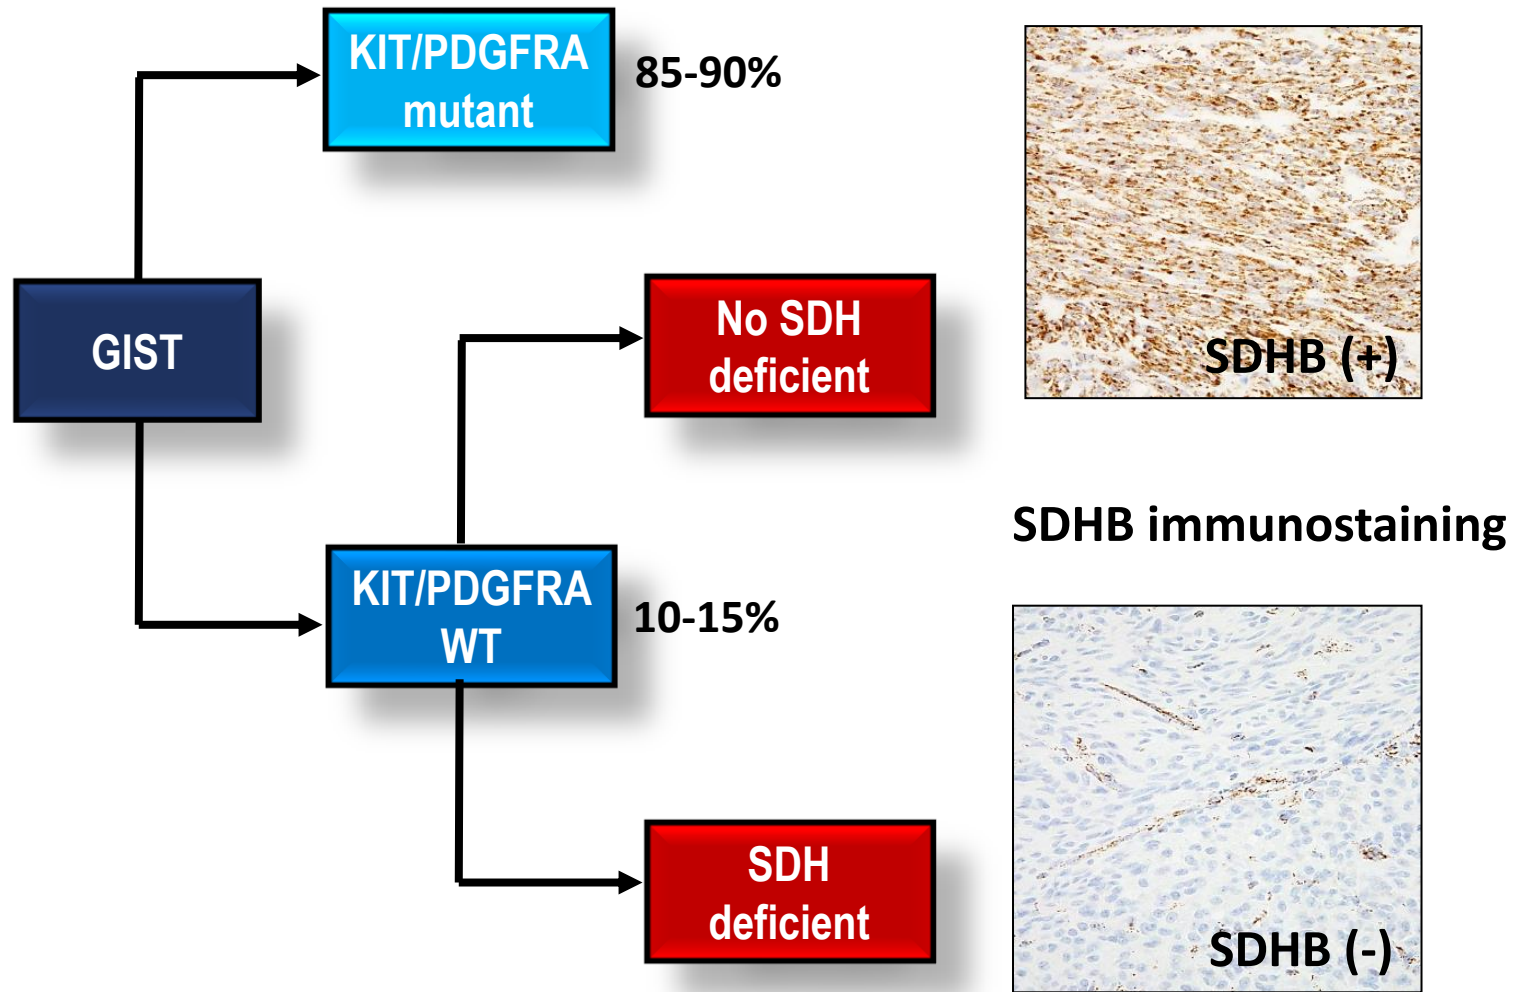 KIT/PDGFRA
mutant
85-90%
GIST
No SDH
deficient
SDHB (+)
SDHB immunostaining
KIT/PDGFRA
WT
10-15%
SDH
deficient
SDHB (-)